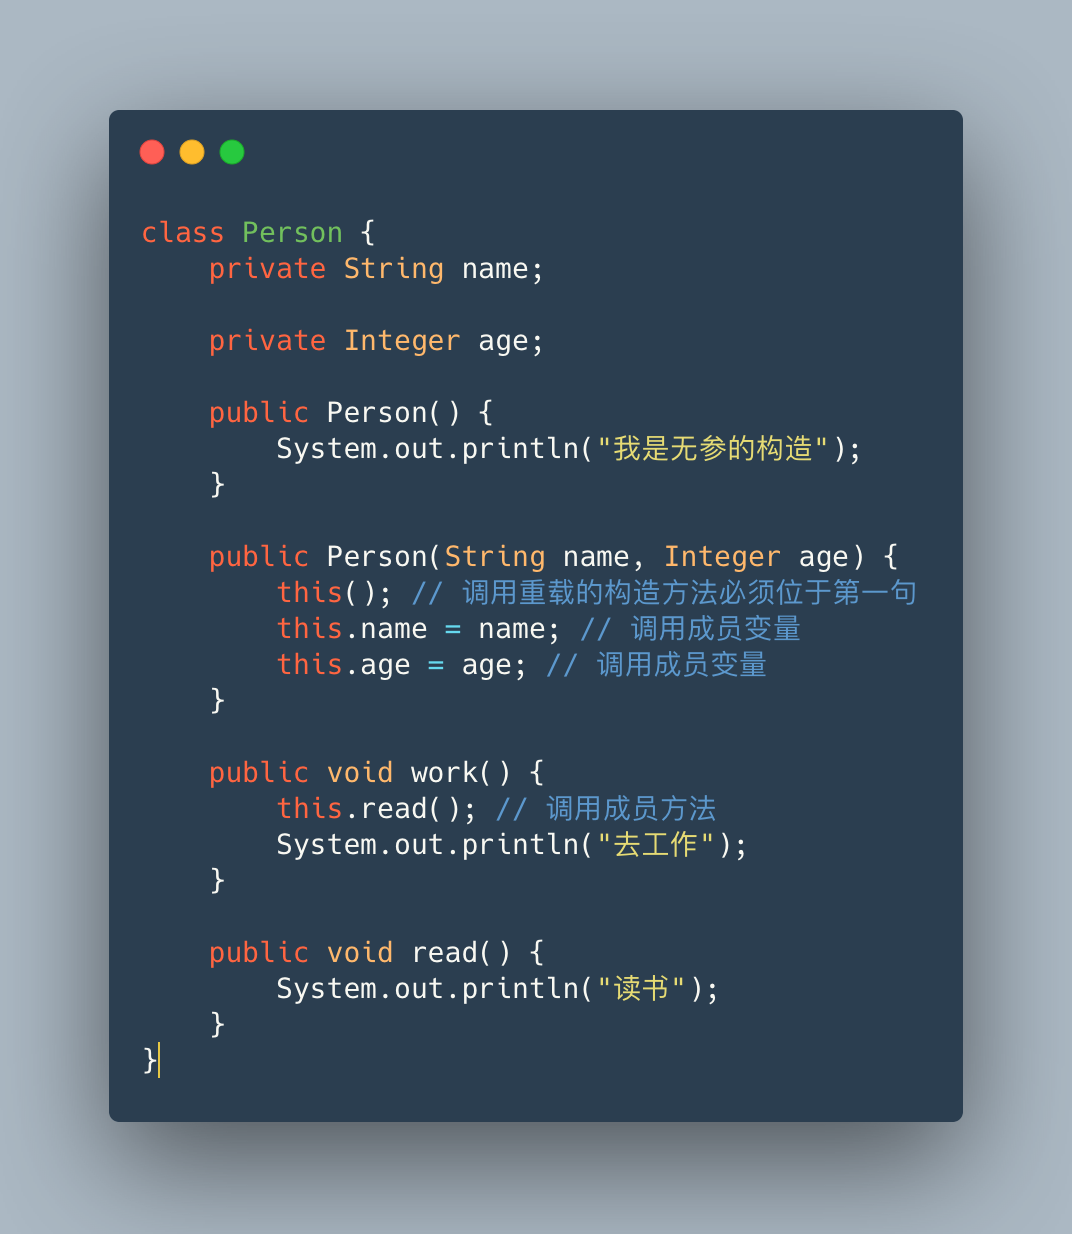 class Person {
    private String name;

    private Integer age;

    public Person() {
        System.out.println("我是无参的构造");
    }

    public Person(String name, Integer age) {
        this(); // 调用重载的构造方法必须位于第一句
        this.name = name; // 调用成员变量
        this.age = age; // 调用成员变量
    }

    public void work() {
        this.read(); // 调用成员方法
        System.out.println("去工作");
    }

    public void read() {
        System.out.println("读书");
    }
}